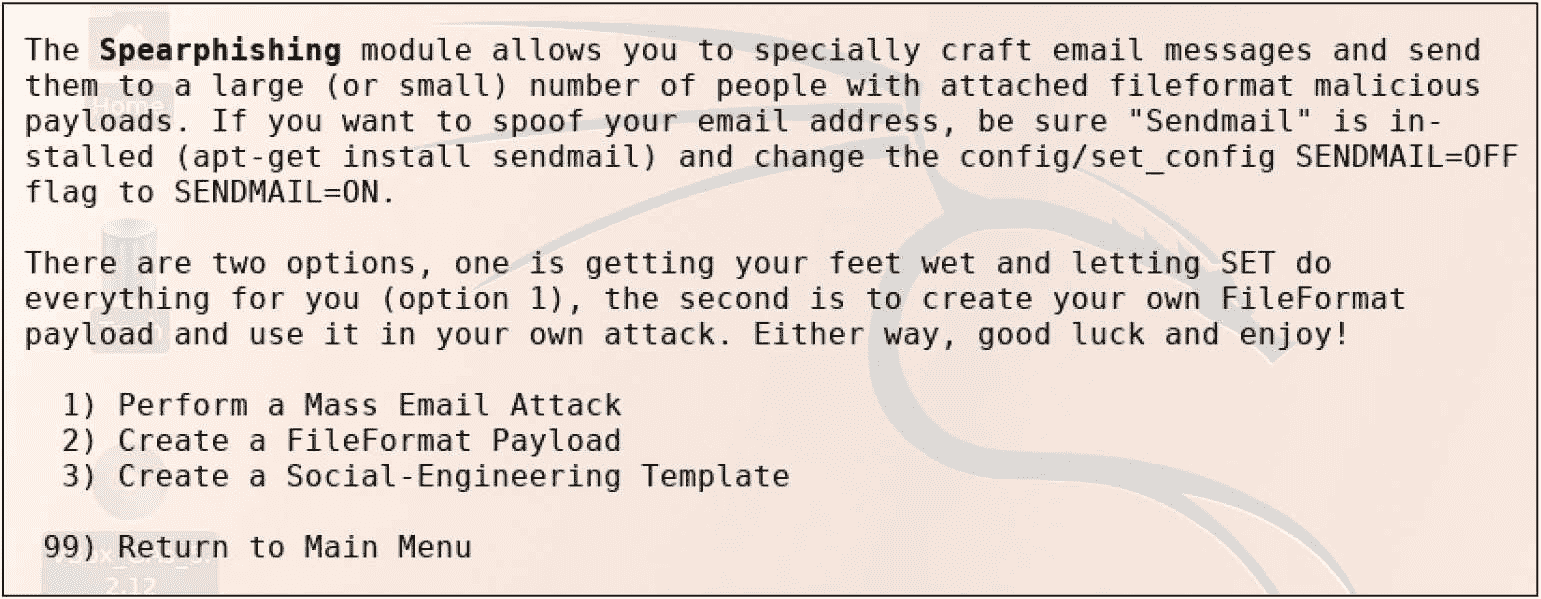 The Spearphishing module allows you to specially craft email messages and send
them to a large (or small) number of people with attached fileformat malicious
Home
payloads. If you want to spoof your email address, be sure "Sendmail" is in-
stalled (apt-get install sendmail) and change the config/set_config SENDMAIL=OFF
flag to SENDMAIL=ON.
There are two options, one is getting your feet wet and letting SET do
everything for you (option 1), the second is to create your own FileFormat
payload and use it in your own attack. Either way, good luck and enjoy!
1) Perform a Mass Email Attack
2) Create a FileFormat Payload
3) Create a Social-Engineering Template
99) Return to Main Menu
2.12